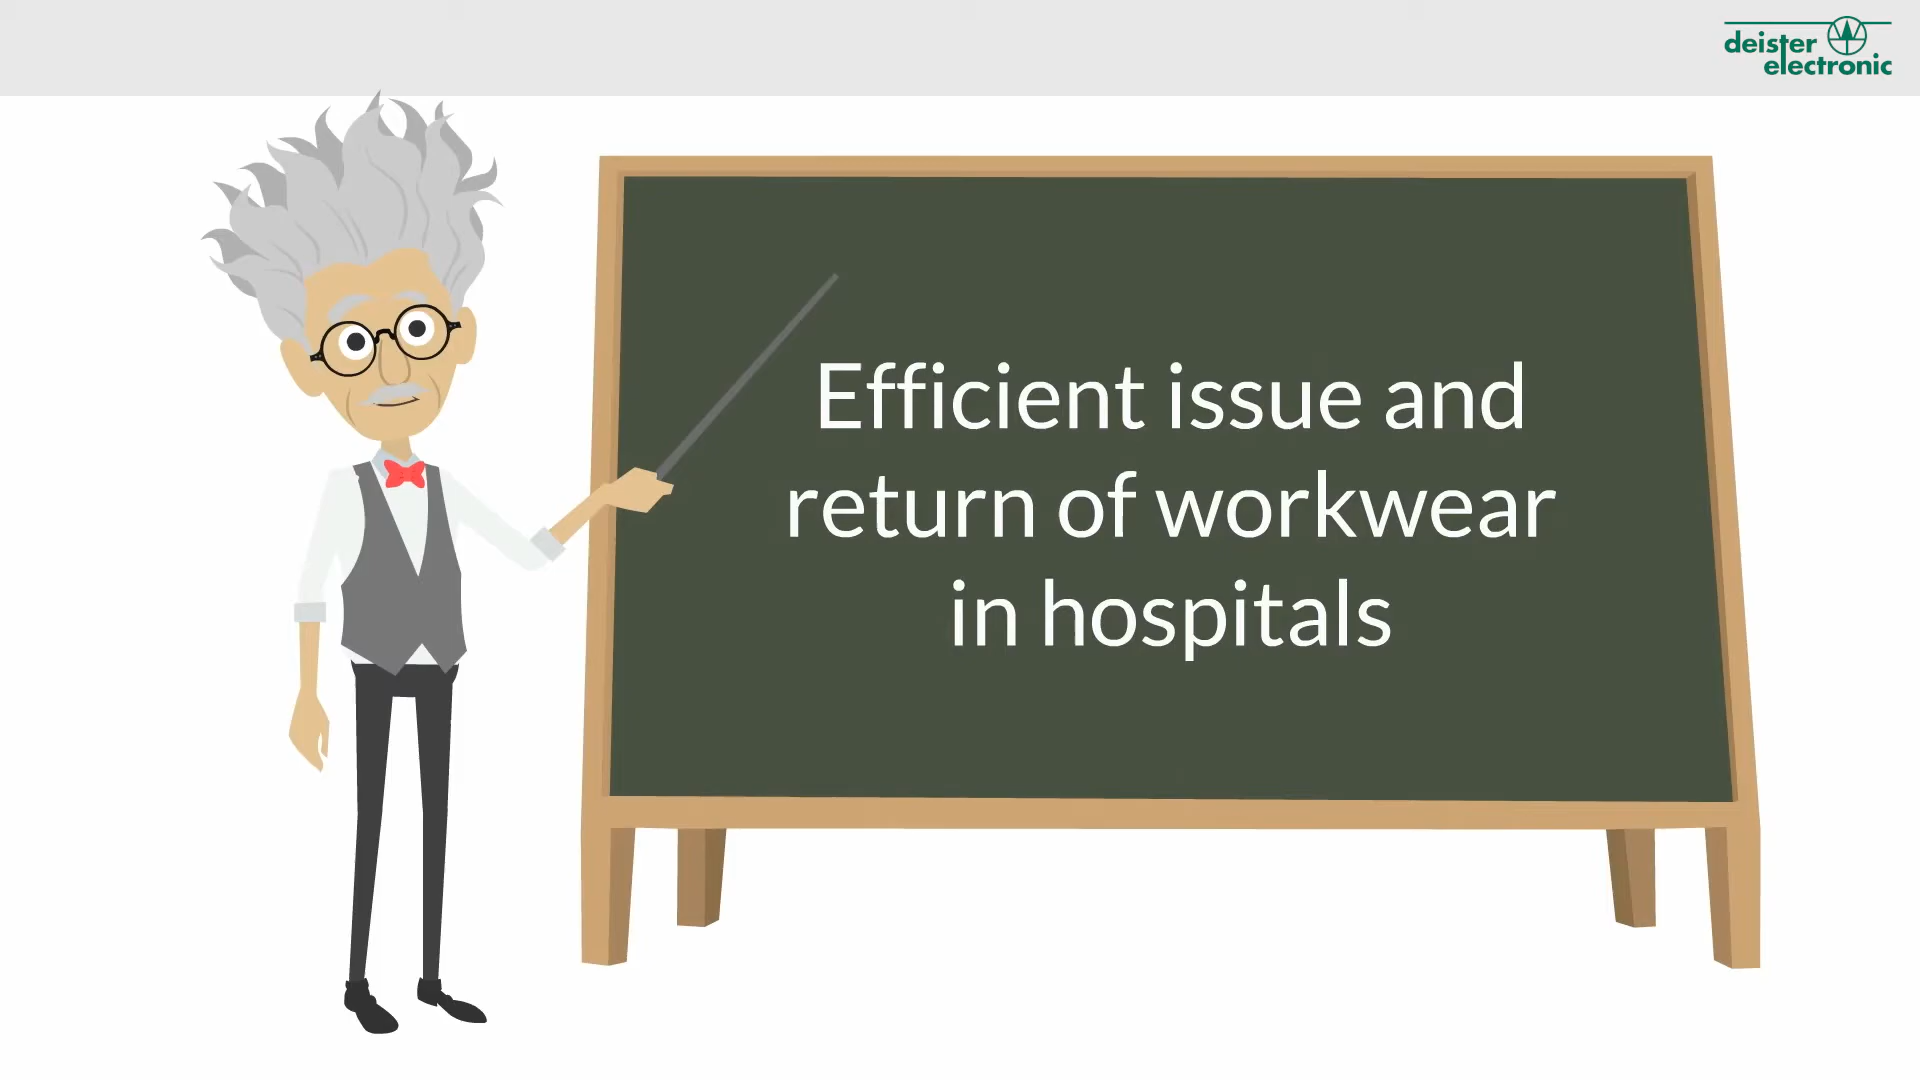 deister
electronic
Efficient issue and
return of workwear
in hospitals